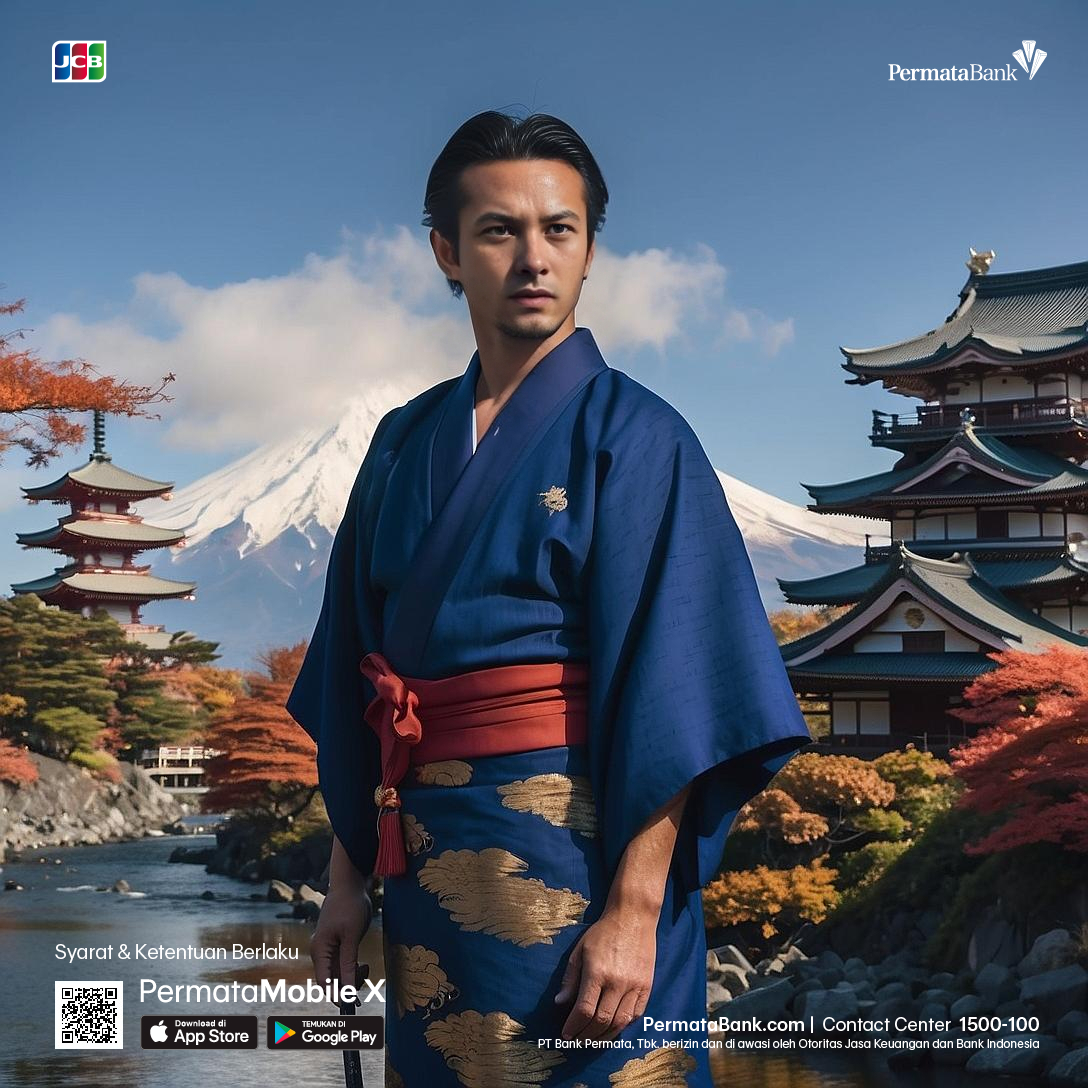 JCB
PermataBank
Syarat & Ketentuan Berlaku
PermataMobile X
Download di
App Store
TEMUKAN DI
Google Play
PermataBank.com | Contact Center 1500-100
PT Bank Permata, Tbk. berizin dan di awasi oleh Otoritas Jasa Keuangan dan Bank Indonesia